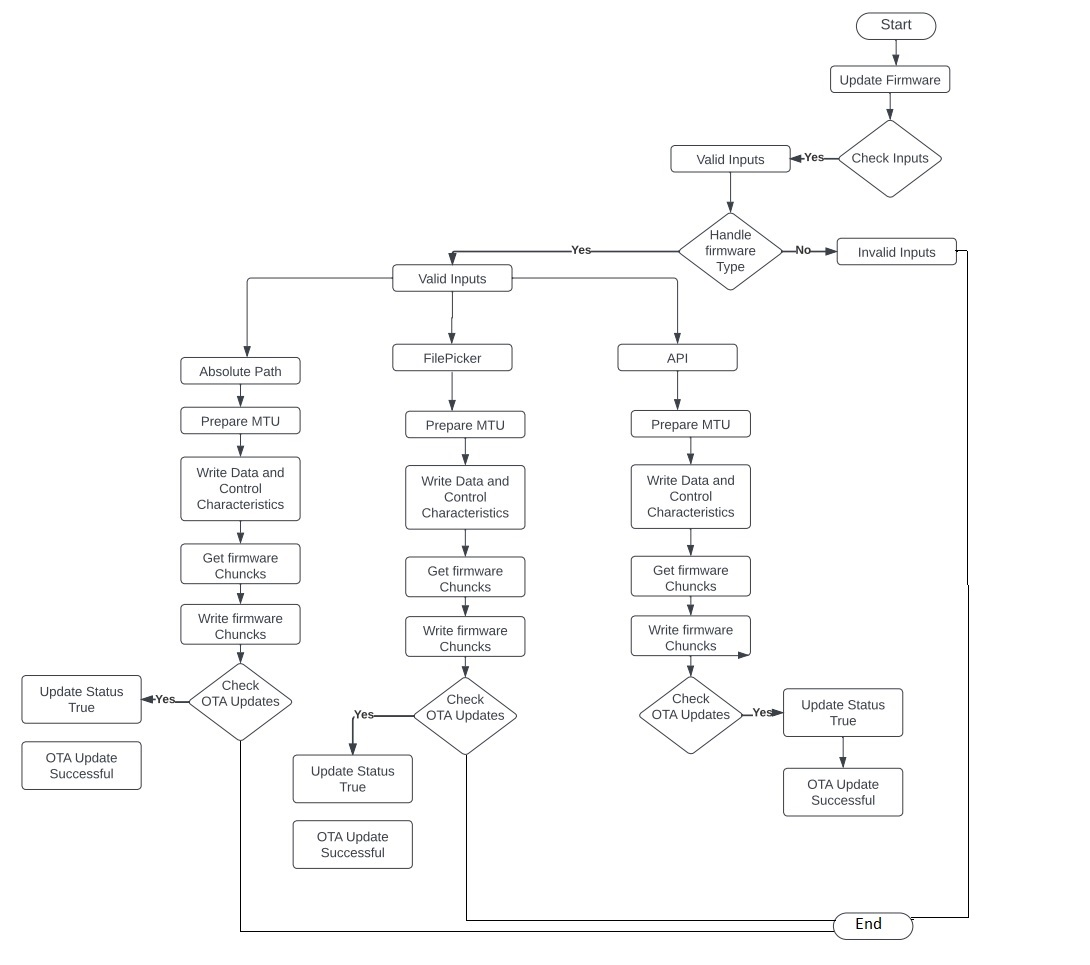 Start
Update Firmware
Check Inputs
Yes
Valid Inputs
Handle
firmware
Type
Yes
No
Invalid Inputs
Valid Inputs
Absolute Path
Prepare MTU
Write Data and
Control
Characteristics
Get firmware
Chuncks
Write firmware
Chuncks
Check
OTA Updates
Yes
Update Status
True
OTA Update
Successful
FilePicker
Prepare MTU
Write Data and
Control
Characteristics
Get firmware
Chuncks
Write firmware
Chuncks
Check
OTA Updates
Yes
Update Status
True
OTA Update
Successful
API
Prepare MTU
Write Data and
Control
Characteristics
Get firmware
Chuncks
Write firmware
Chuncks
Check
OTA Updates
Yes
Update Status
True
OTA Update
Successful
End